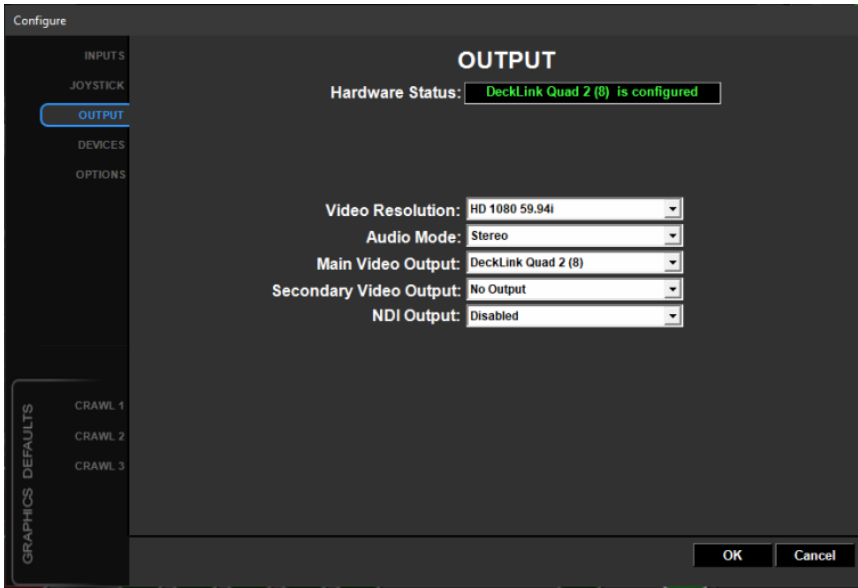 Configure
INPUTS
JOYSTICK
OUTPUT
DEVICES
OPTIONS
GRAPHICS DEFAULTS
CRAWL 1
CRAWL 2
CRAWL 3
OUTPUT
Hardware Status: DeckLink Quad 2 (8) is configured
Video Resolution: HD 1080 59.94i
Audio Mode: Stereo
Main Video Output: DeckLink Quad 2 (8)
Secondary Video Output: No Output
NDI Output: Disabled
OK Cancel